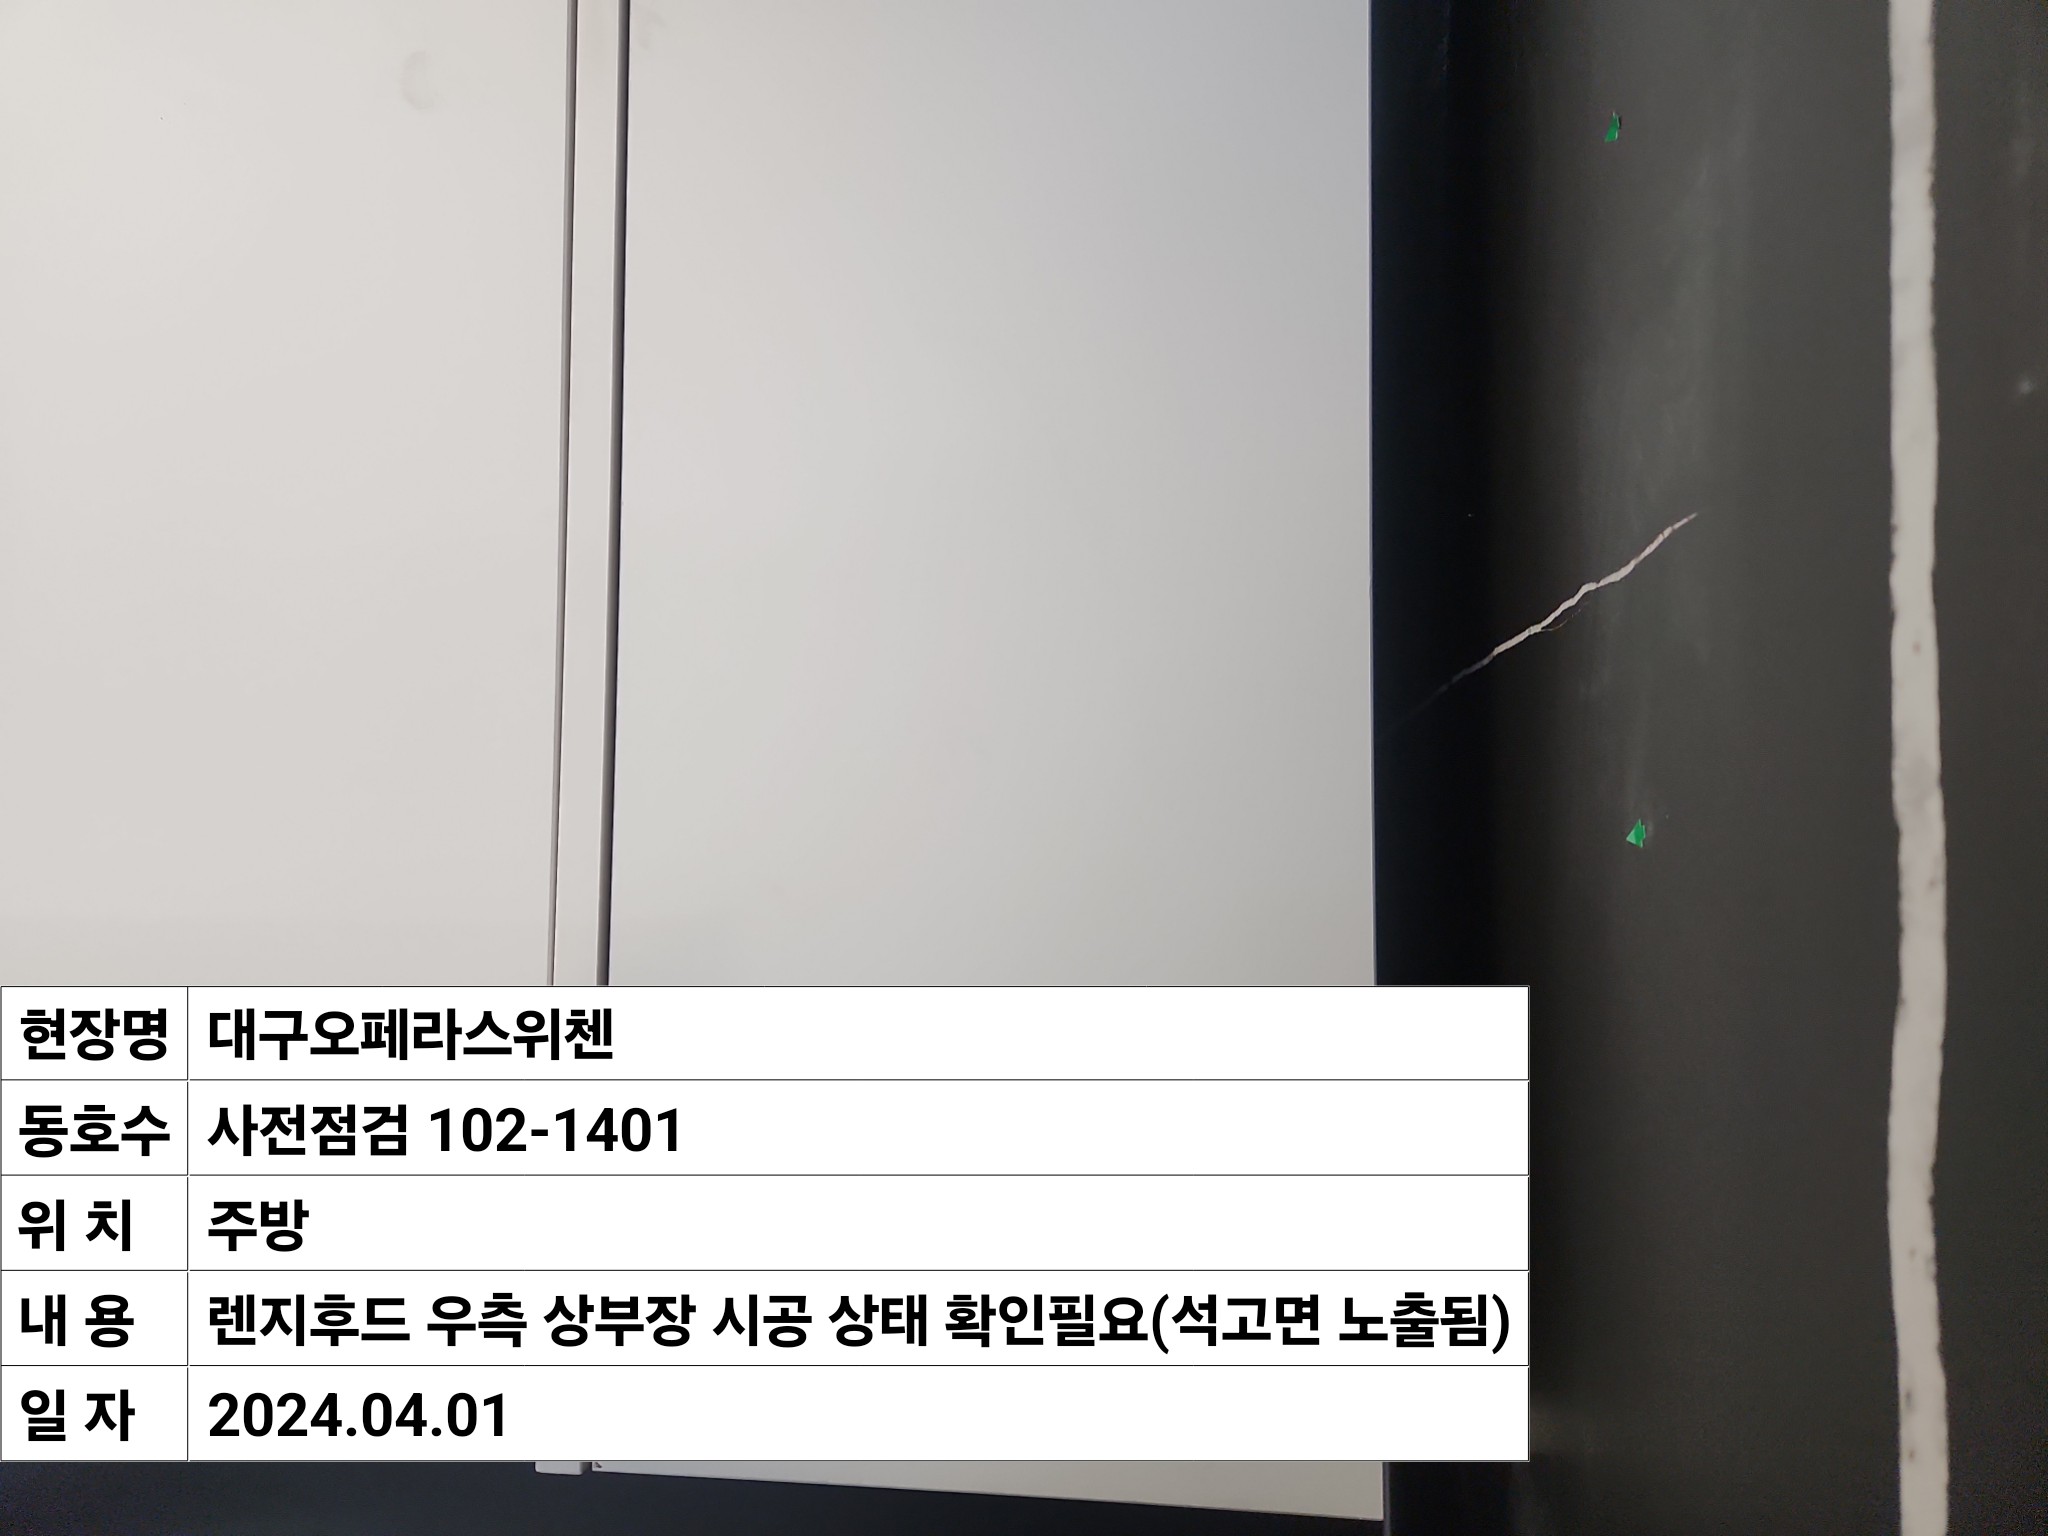 현장명 대구오페라스위첸
동호수 사전점검 102-1401
위 치 주방
내 용 렌지후드 우측 상부장 시공 상태 확인필요(석고면 노출됨)
일 자 2024.04.01